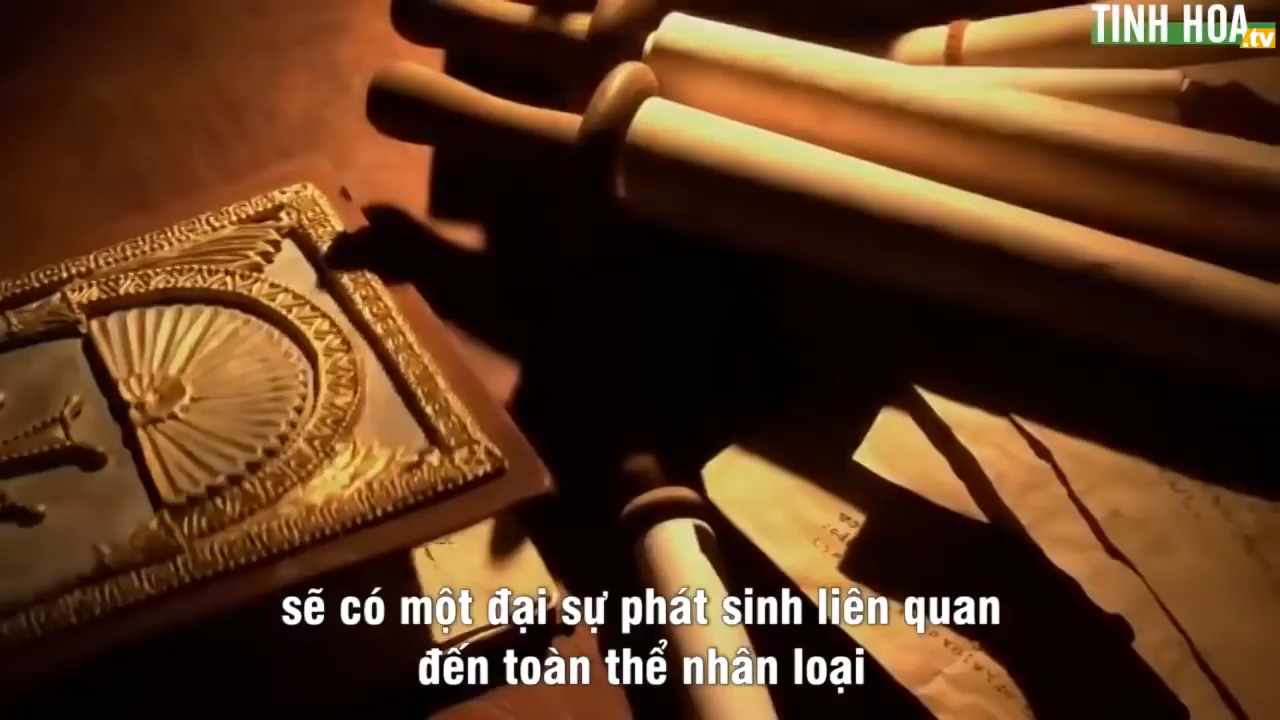 TINH HOA
.tv
sẽ có một đại sự phát sinh liên quan
đến toàn thể nhân loại